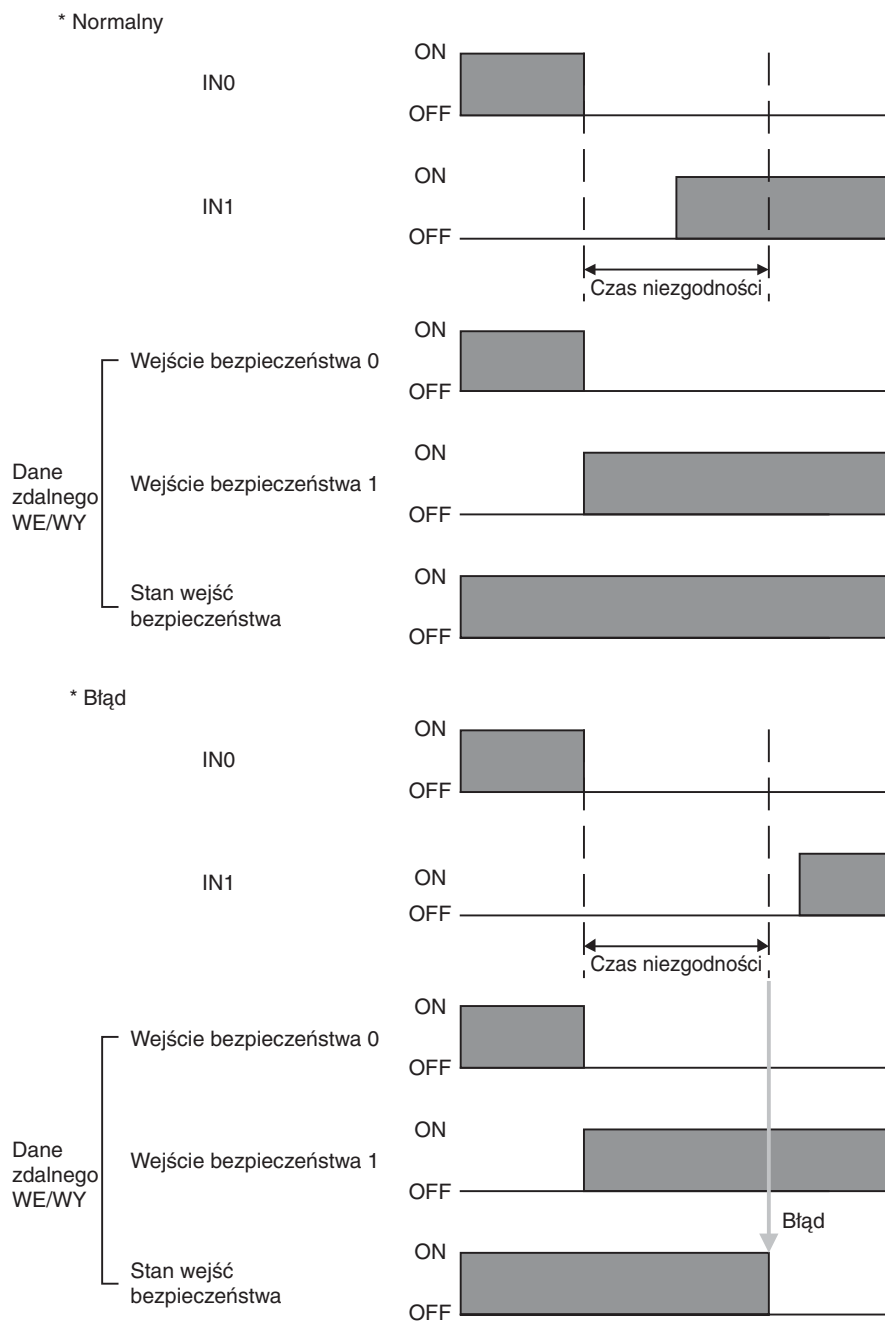 * Normalny
ON
IN0
OFF
ON
IN1
OFF
Czas niezgodności
ON
Wejście bezpieczeństwa 0
OFF
ON
Dane
zdalnego
WE/WY
Wejście bezpieczeństwa 1
OFF
ON
Stan wejść
bezpieczeństwa
OFF
* Błąd
ON
IN0
OFF
ON
IN1
OFF
Czas niezgodności
ON
Wejście bezpieczeństwa 0
OFF
ON
Dane
zdalnego
WE/WY
Wejście bezpieczeństwa 1
OFF
Błąd
ON
Stan wejść
bezpieczeństwa
OFF